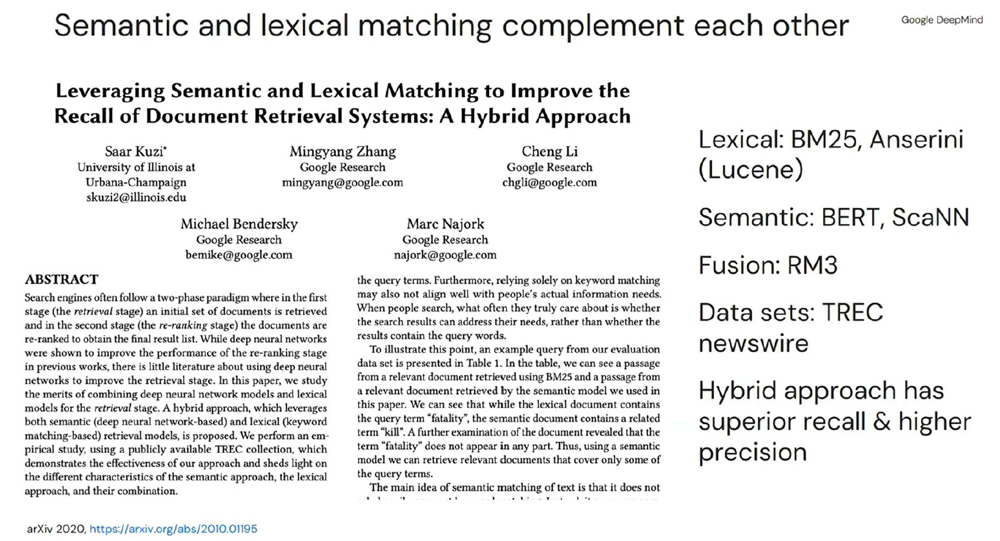 Semantic and lexical matching complement each other
Google DeepMind
Leveraging Semantic and Lexical Matching to Improve the
Recall of Document Retrieval Systems: A Hybrid Approach
Saar Kuzi*
University of Illinois at
Urbana-Champaign
skuzi2@illinois.edu
Mingyang Zhang
Google Research
mingyang@google.com
Cheng Li
Google Research
chgli@google.com
Michael Bendersky
Google Research
bemike@google.com
Marc Najork
Google Research
najork@google.com
ABSTRACT
Search engines often follow a two-phase paradigm where in the first
stage (the retrieval stage) an initial set of documents is retrieved
and in the second stage (the re-ranking stage) the documents are
re-ranked to obtain the final result list. While deep neural networks
were shown to improve the performance of the re-ranking stage
in previous works, there is little literature about using deep neural
networks to improve the retrieval stage. In this paper, we study
the merits of combining deep neural network models and lexical
models for the retrieval stage. A hybrid approach, which leverages
both semantic (deep neural network-based) and lexical (keyword
matching-based) retrieval models, is proposed. We perform an em-
pirical study, using a publicly available TREC collection, which
demonstrates the effectiveness of our approach and sheds light on
the different characteristics of the semantic approach, the lexical
approach, and their combination.
the query terms. Furthermore, relying solely on keyword matching
may also not align well with people's actual information needs.
When people search, what often they truly care about is whether
the search results can address their needs, rather than whether the
results contain the query words.
To illustrate this point, an example query from our evaluation
data set is presented in Table 1. In the table, we can see a passage
from a relevant document retrieved using BM25 and a passage from
a relevant document retrieved by the semantic model we used in
this paper. We can see that while the lexical document contains
the query term "fatality", the semantic document contains a related
term "kill". A further examination of the document revealed that the
term "fatality" does not appear in any part. Thus, using a semantic
model we can retrieve relevant documents that cover only some of
the query terms.
The main idea of semantic matching of text is that it does not
Lexical: BM25, Anserini
(Lucene)
Semantic: BERT, ScaNN
Fusion: RM3
Data sets: TREC
newswire
Hybrid approach has
superior recall & higher
precision
arXiv 2020, https://arxiv.org/abs/2010.01195